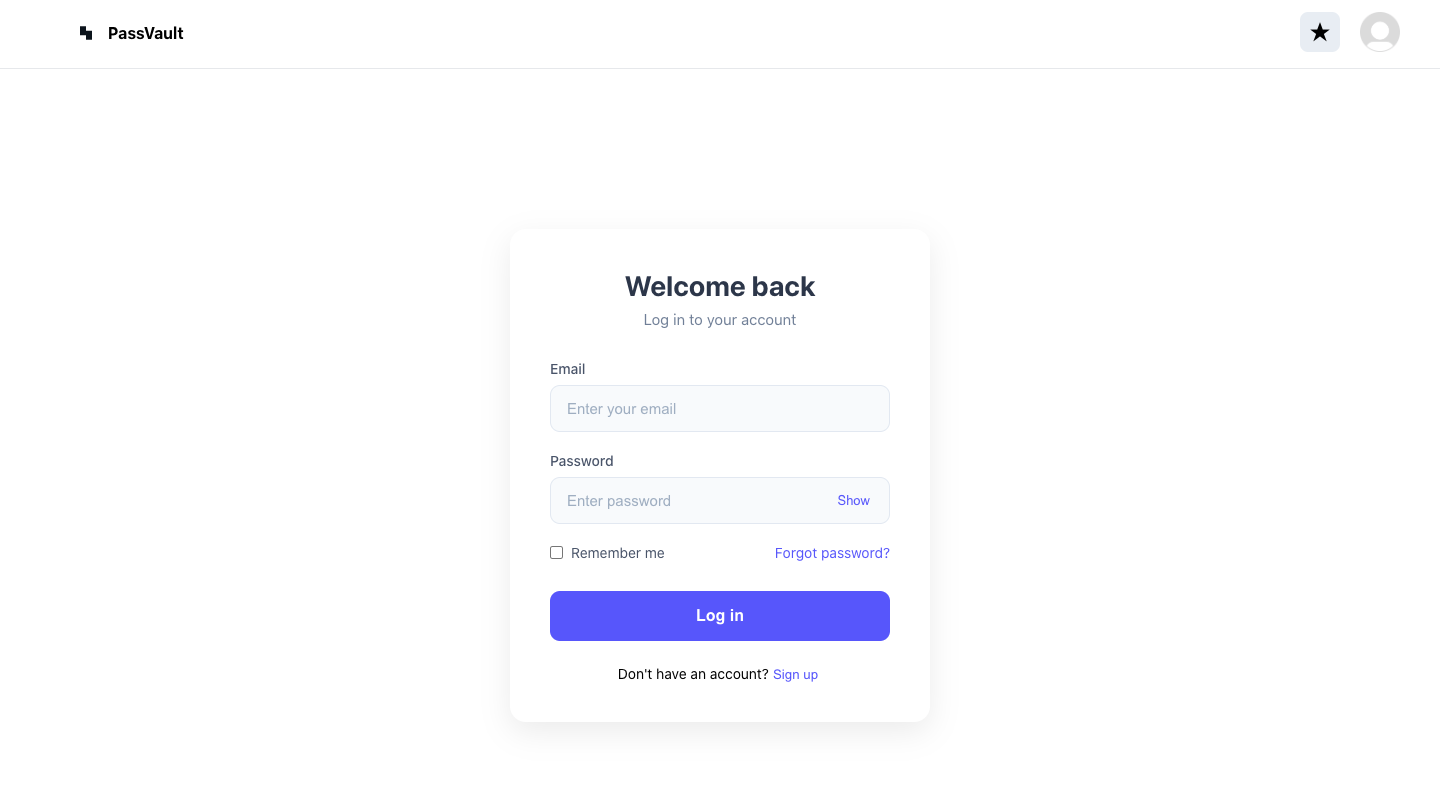 PassVault
Welcome back
Log in to your account
Email
Enter your email
Password
Enter password
Show
Remember me
Forgot password?
Log in
Don't have an account? Sign up